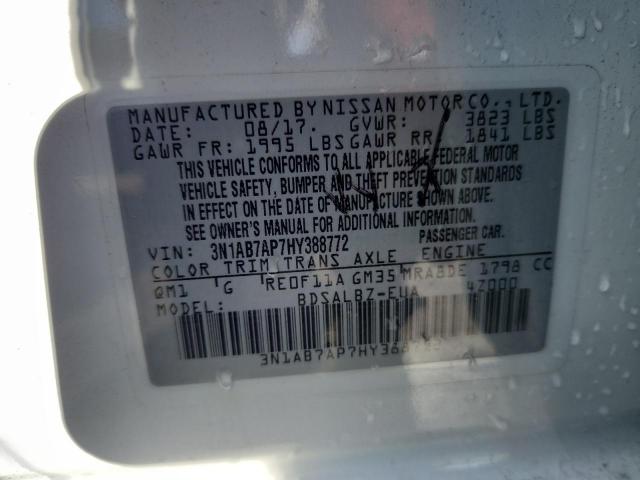 MANUFACTURED BY NISSAN MOTOR CO., LTD.
DATE: 08/17. GVWR: 3823 LBS
GAWR FR: 1995 LBS GAWR RR: 1841 LBS
THIS VEHICLE CONFORMS TO ALL APPLICABLE FEDERAL MOTOR
VEHICLE SAFETY, BUMPER AND THEFT PREVENTION STANDARDS
IN EFFECT ON THE DATE OF MANUFACTURE SHOWN ABOVE.
SEE OWNER'S MANUAL FOR ADDITIONAL INFORMATION.
VIN: 3N1AB7AP7HY388772 PASSENGER CAR.
COLOR TRIM TRANS AXLE ENGINE
QM1 G RE0F11A GM35 MRA8DE 1798 CC
MODEL: BDSALBZ-EUA 4Z000